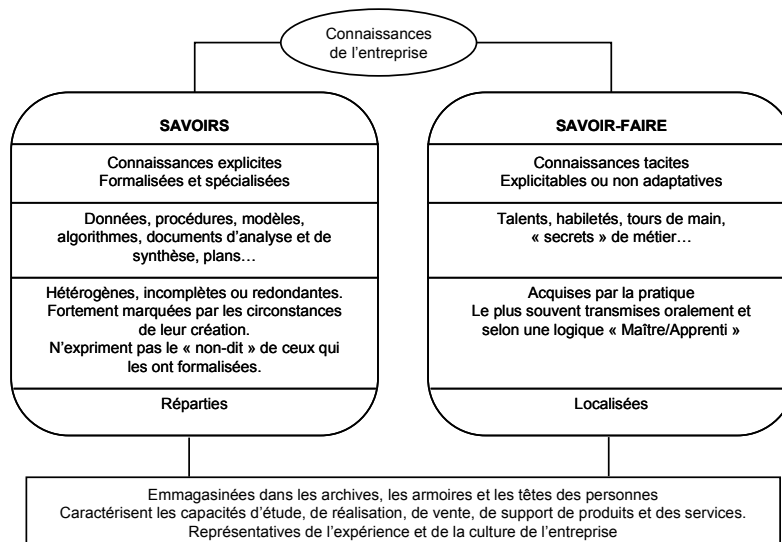 Connaissances
de l’entreprise
SAVOIRS
Connaissances explicites
Formalisées et spécialisées
Données, procédures, modèles,
algorithmes, documents d’analyse et de
synthèse, plans…
Hétérogènes, incomplètes ou redondantes.
Fortement marquées par les circonstances
de leur création.
N’expriment pas le « non-dit » de ceux qui
les ont formalisées.
Réparties
SAVOIR-FAIRE
Connaissances tacites
Explicitables ou non adaptatives
Talents, habiletés, tours de main,
« secrets » de métier…
Acquises par la pratique
Le plus souvent transmises oralement et
selon une logique « Maître/Apprenti »
Localisées
Emmagasinées dans les archives, les armoires et les têtes des personnes
Caractérisent les capacités d’étude, de réalisation, de vente, de support de produits et des services.
Représentatives de l’expérience et de la culture de l’entreprise